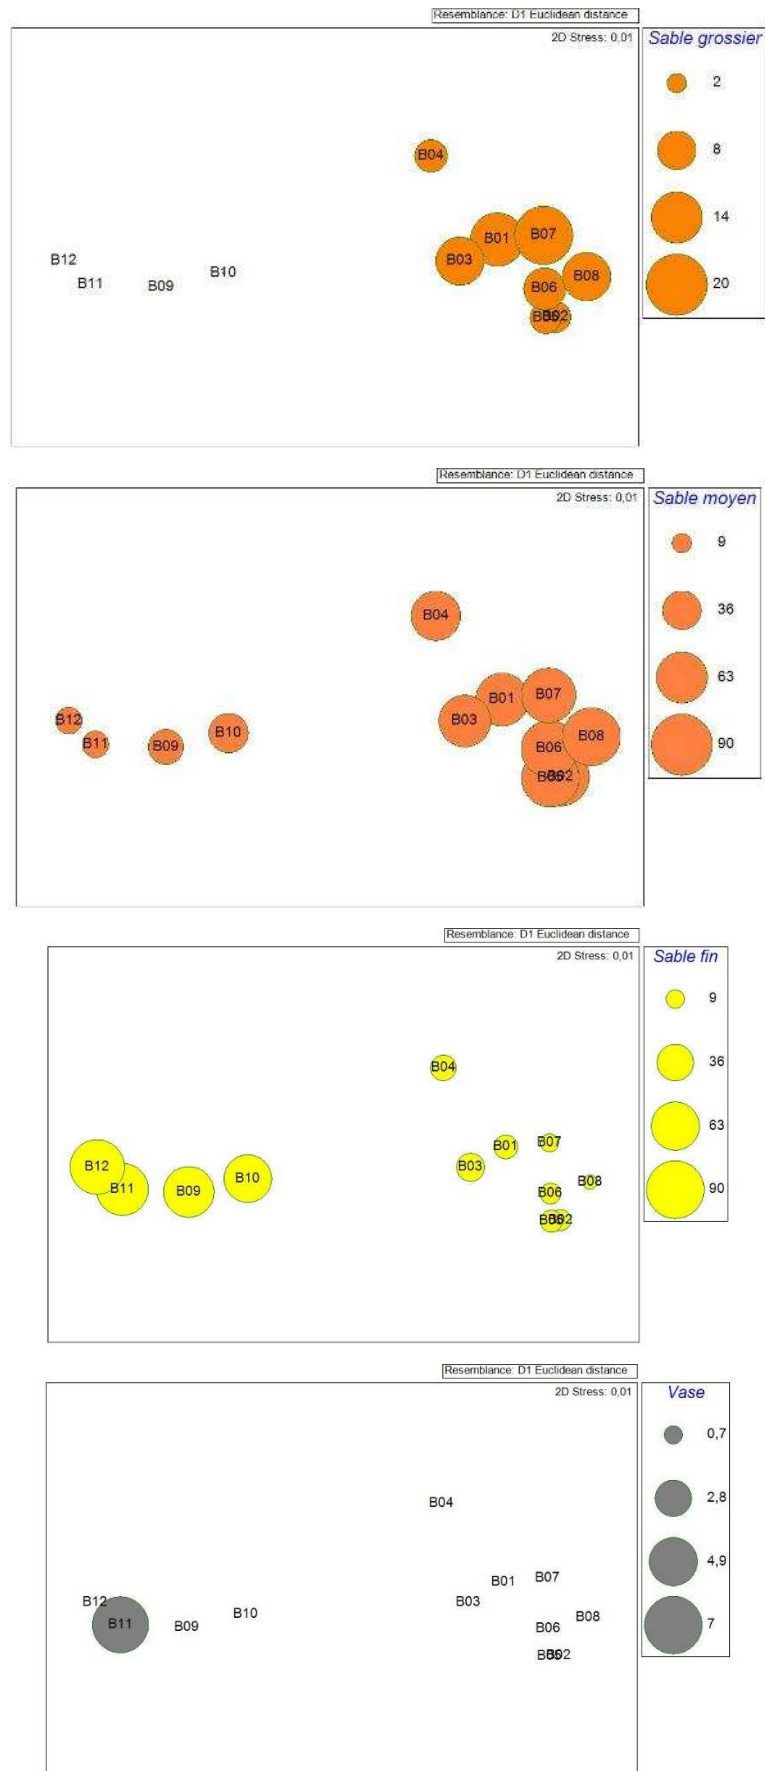 Resemblance: D1 Euclidean distance
2D Stress: 0,01
Sable grossier
2
8
14
20
B04
B01
B07
B03
B08
B06
B02
B12
B11
B09
B10
Resemblance: D1 Euclidean distance
2D Stress: 0,01
Sable moyen
9
36
63
90
B04
B01
B07
B03
B08
B06
B02
B12
B11
B09
B10
Resemblance: D1 Euclidean distance
2D Stress: 0,01
Sable fin
9
36
63
90
B04
B01
B07
B03
B08
B06
B02
B12
B11
B09
B10
Resemblance: D1 Euclidean distance
2D Stress: 0,01
Vase
0,7
2,8
4,9
7
B04
B01
B07
B03
B08
B06
B02
B12
B11
B09
B10